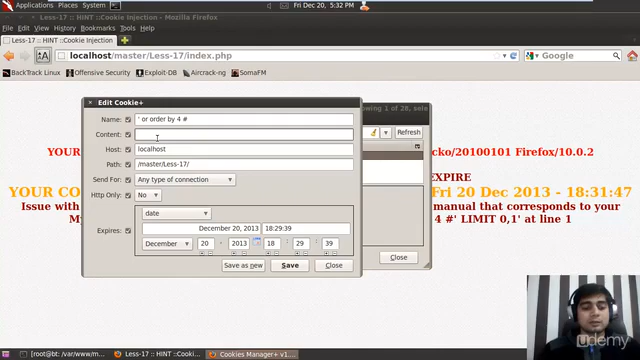 Applications Places System
Fri Dec 20, 5:32 PM
Less-17 :: HINT ::Cookie Injection - Mozilla Firefox
File Edit View History Bookmarks Tools Help
Less-17 :: HINT ::Cookie Injection
localhost/master/Less-17/index.php
Google
BackTrack Linux Offensive Security Exploit-DB Aircrack-ng SomaFM
Edit Cookie+
Name: ' or order by 4 #
Content:
Host: localhost
Path: /master/Less-17/
Send For: Any type of connection
Http Only: No
date
Expires: December 20, 2013 18:29:39
December 20 2013 18 : 29 : 39
Save as new Save Close
Refresh
Close
YOUR
cko/20100101 Firefox/10.0.2
EXPIRE
YOUR CO
Fri 20 Dec 2013 - 18:31:47
Issue with
manual that corresponds to your
My
4 #' LIMIT 0,1' at line 1
ûdemy
[root@bt: /var/www/m...
Less-17 :: HINT ::Cooki...
Cookies Manager+ v1....